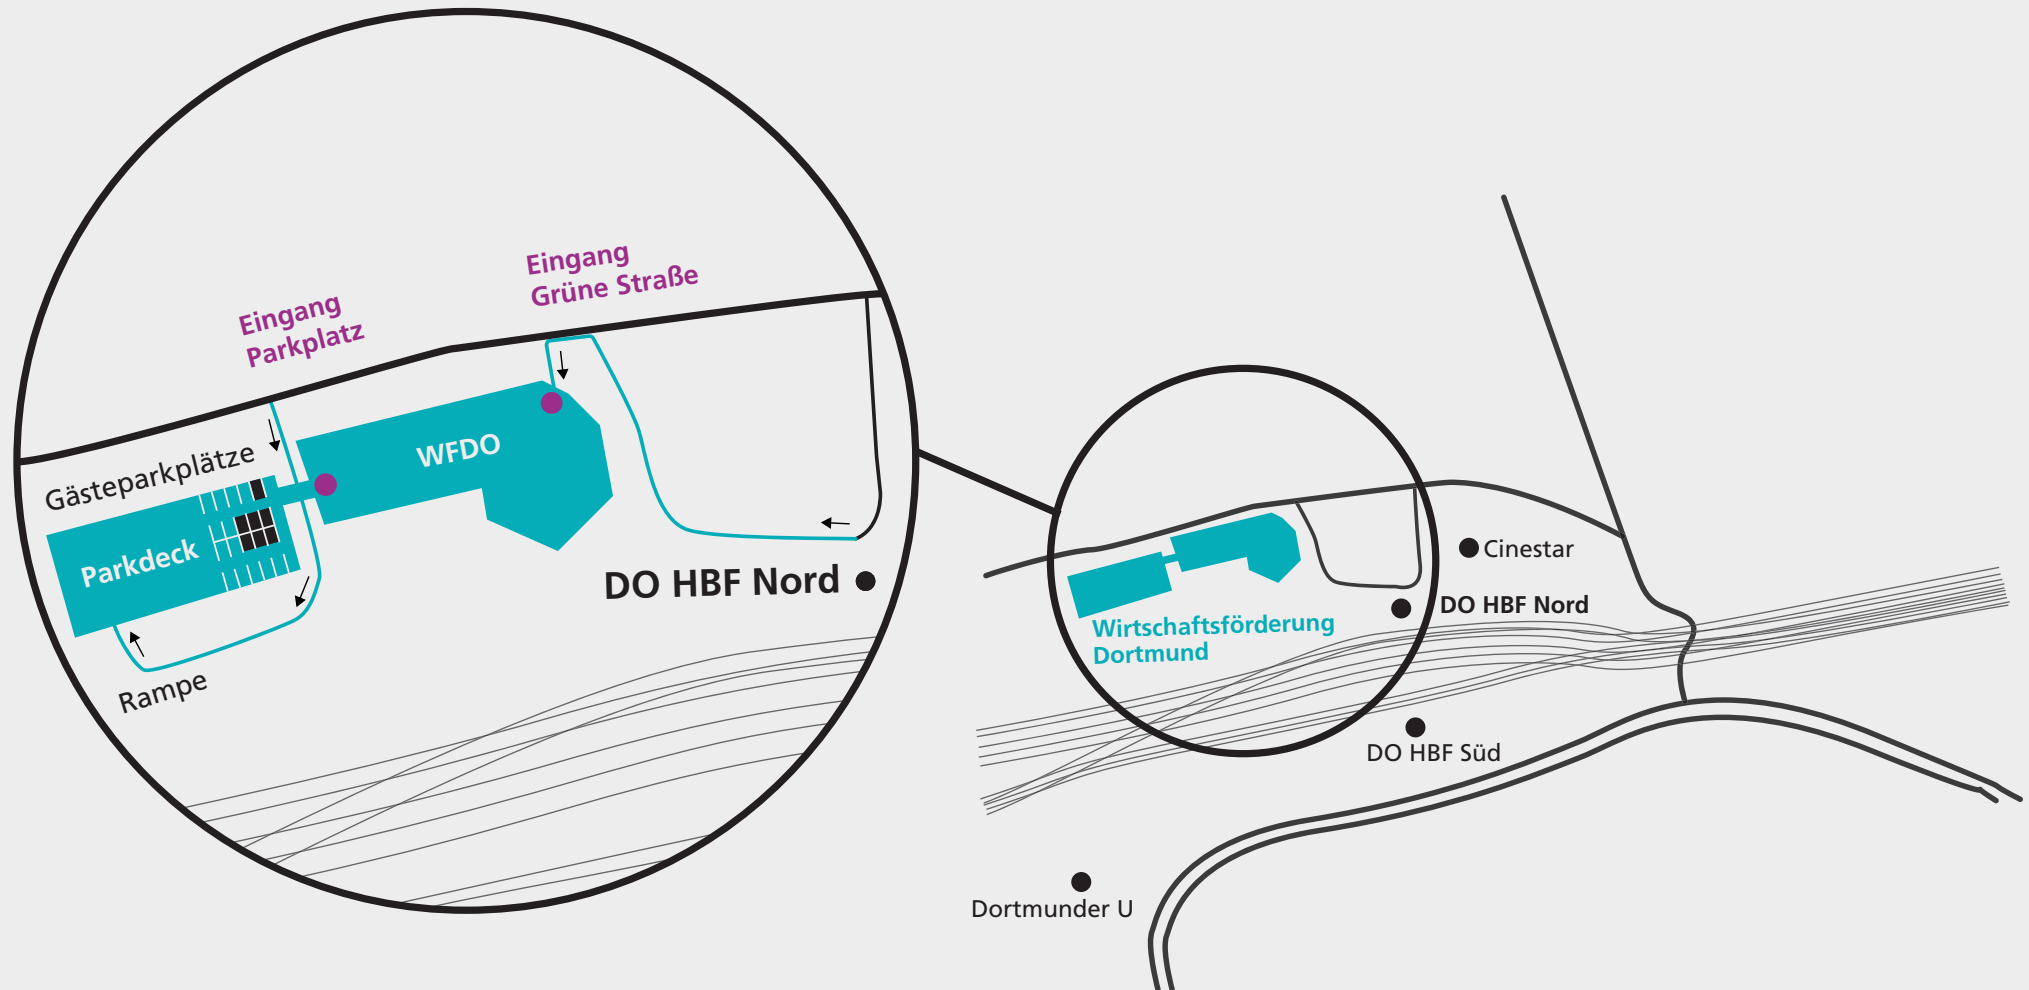 Eingang
Grüne Straße
Eingang
Parkplatz
WFDO
Gästeparkplätze
Parkdeck
DO HBF Nord
Rampe
Cinestar
DO HBF Nord
Wirtschaftsförderung
Dortmund
DO HBF Süd
Dortmunder U